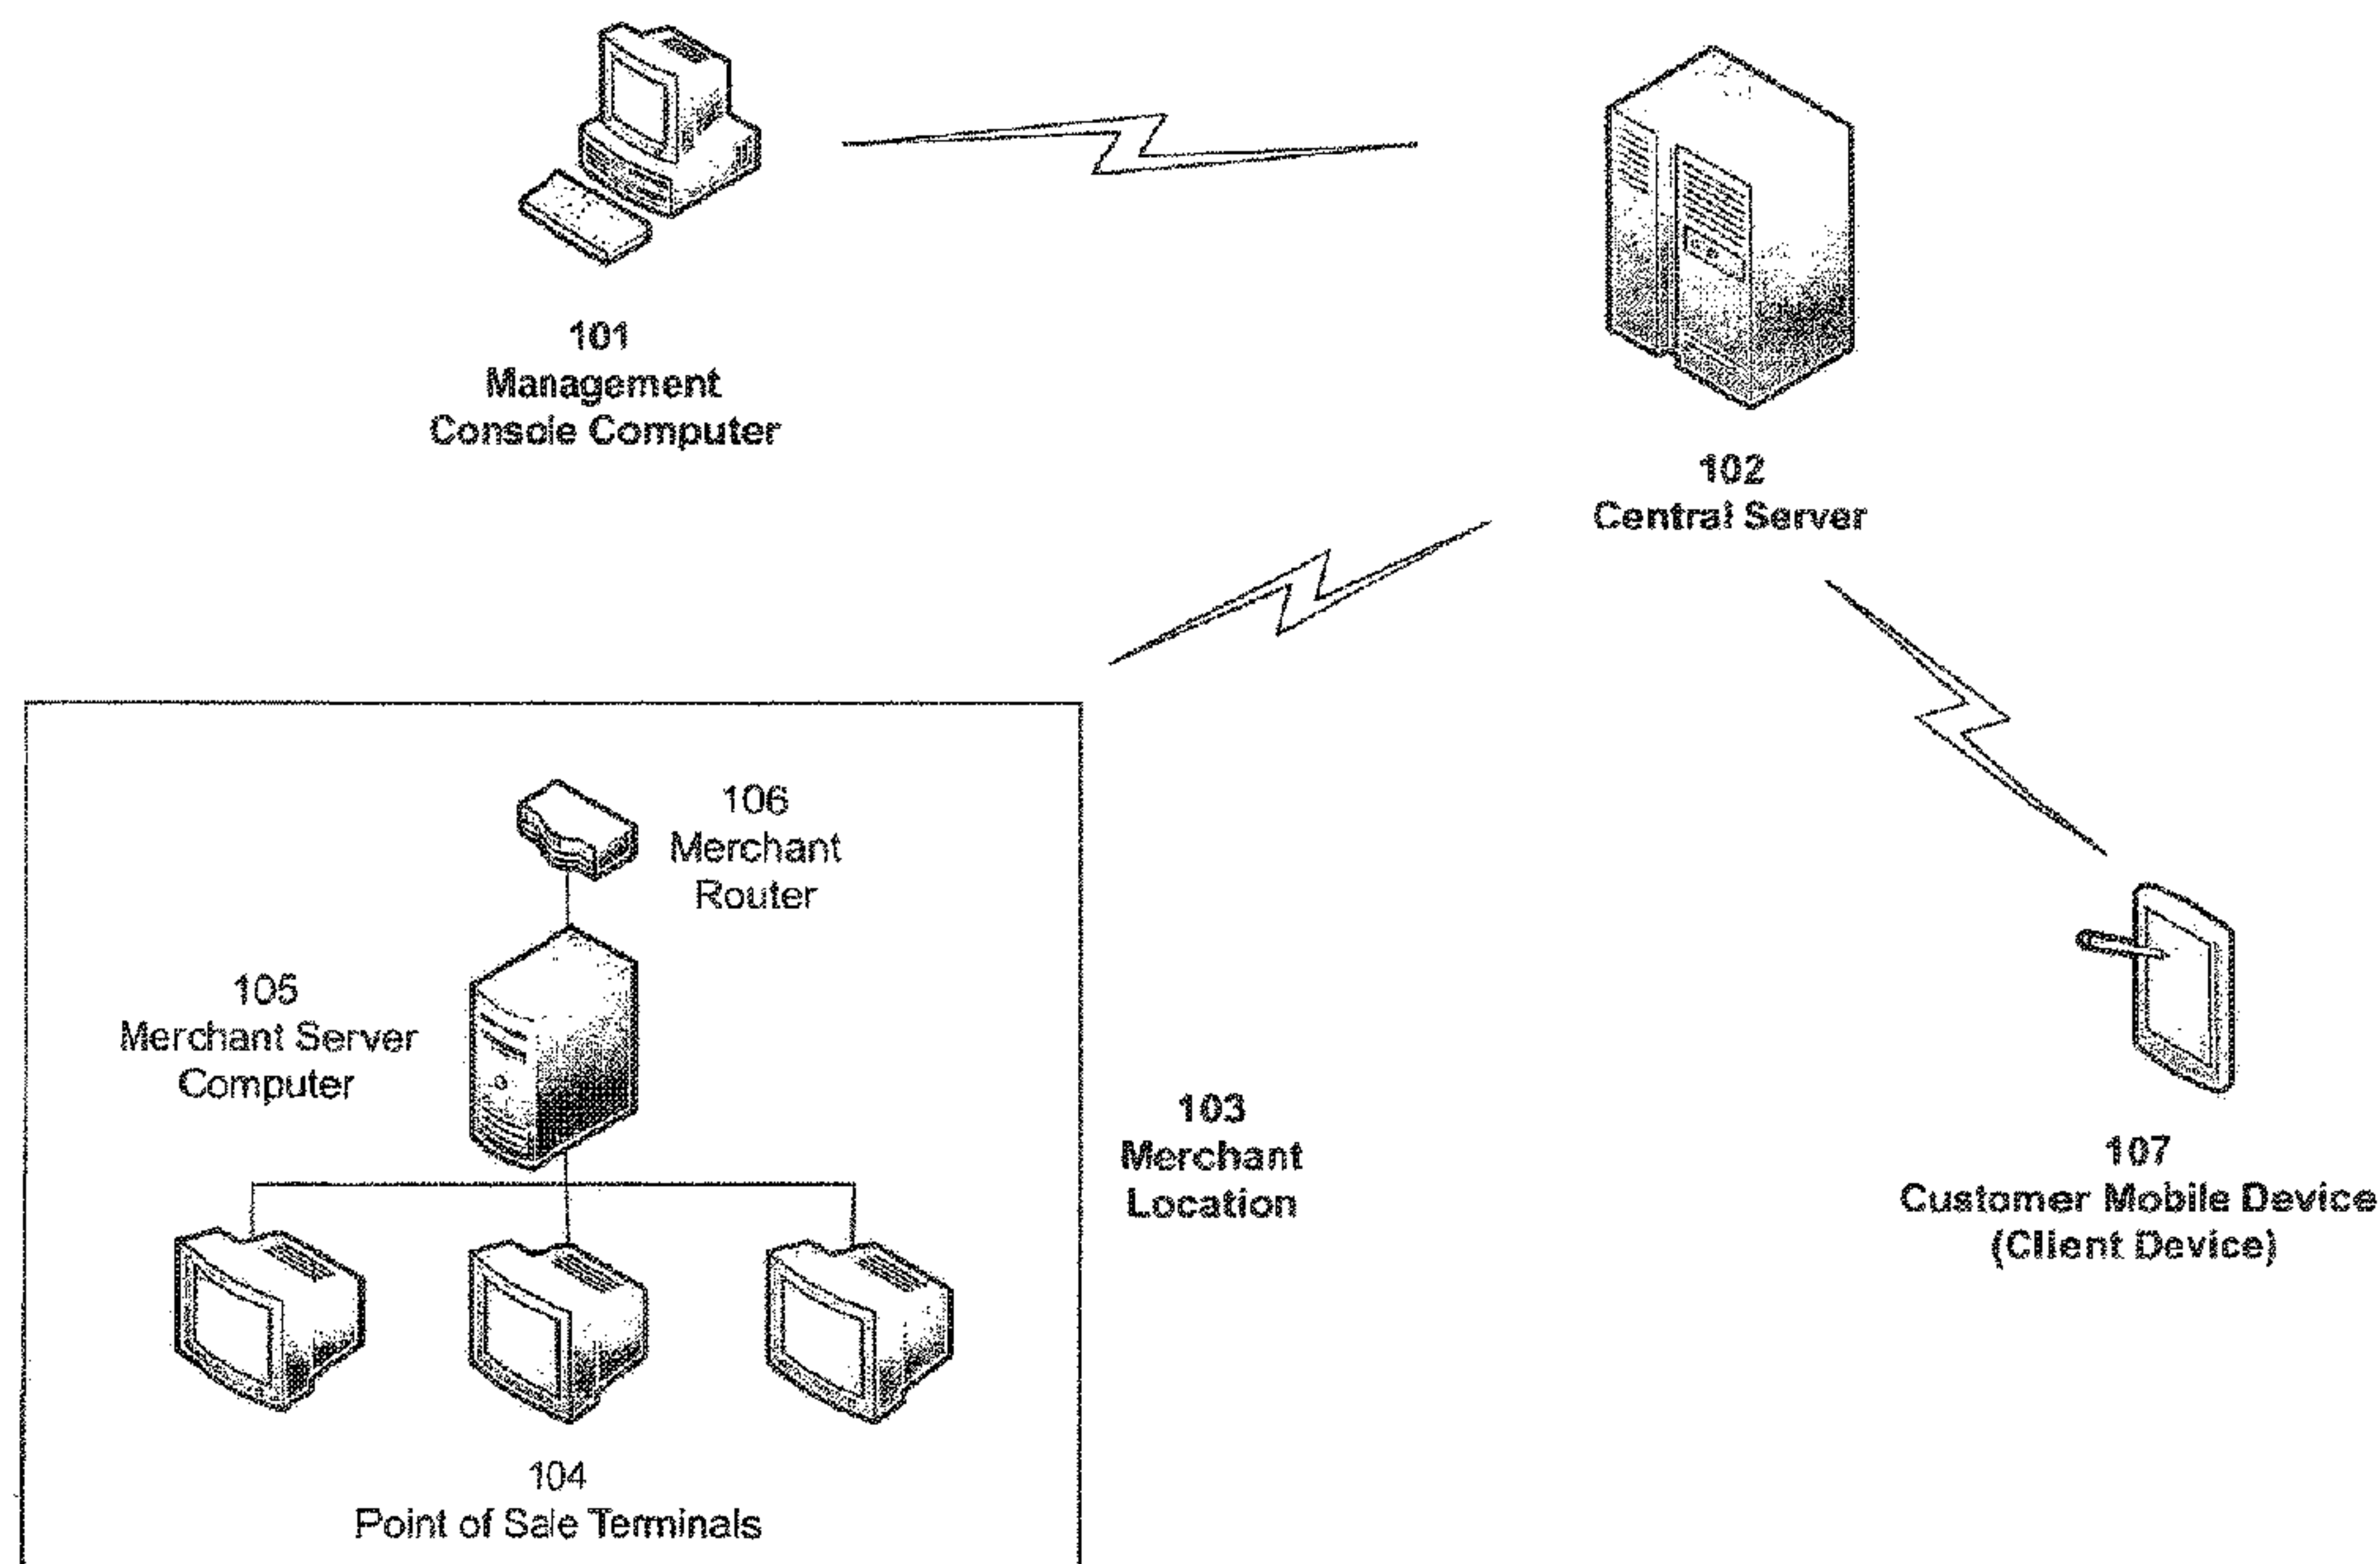 101
Management
Console Computer
102
Central Server
106
Merchant
Router
105
Merchant Server
Computer
103
Merchant
Location
104
Point of Sale Terminals
107
Customer Mobile Device
(Client Device)